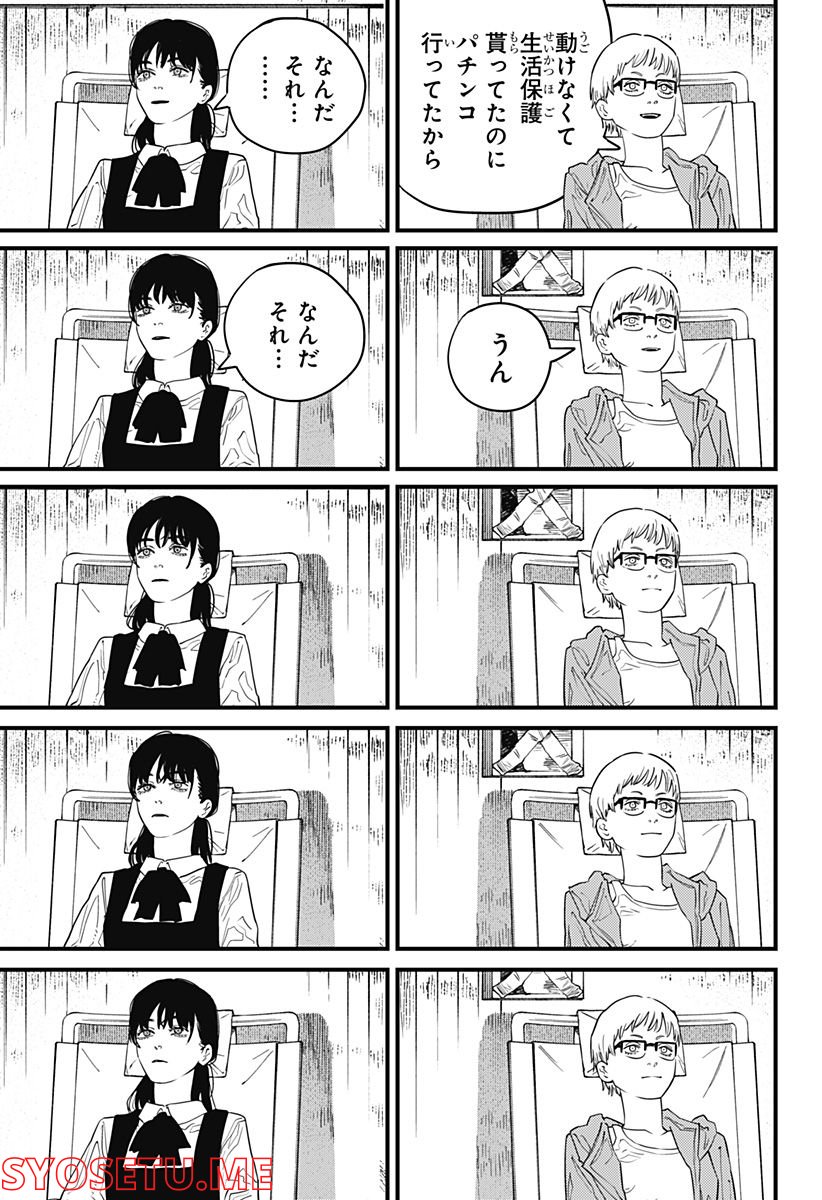 動けなくて
生活保護
貰ってたのに
パチンコ
行ってたから
なんだ
それ…
……
うん
なんだ
それ…
SYOSETU.ME